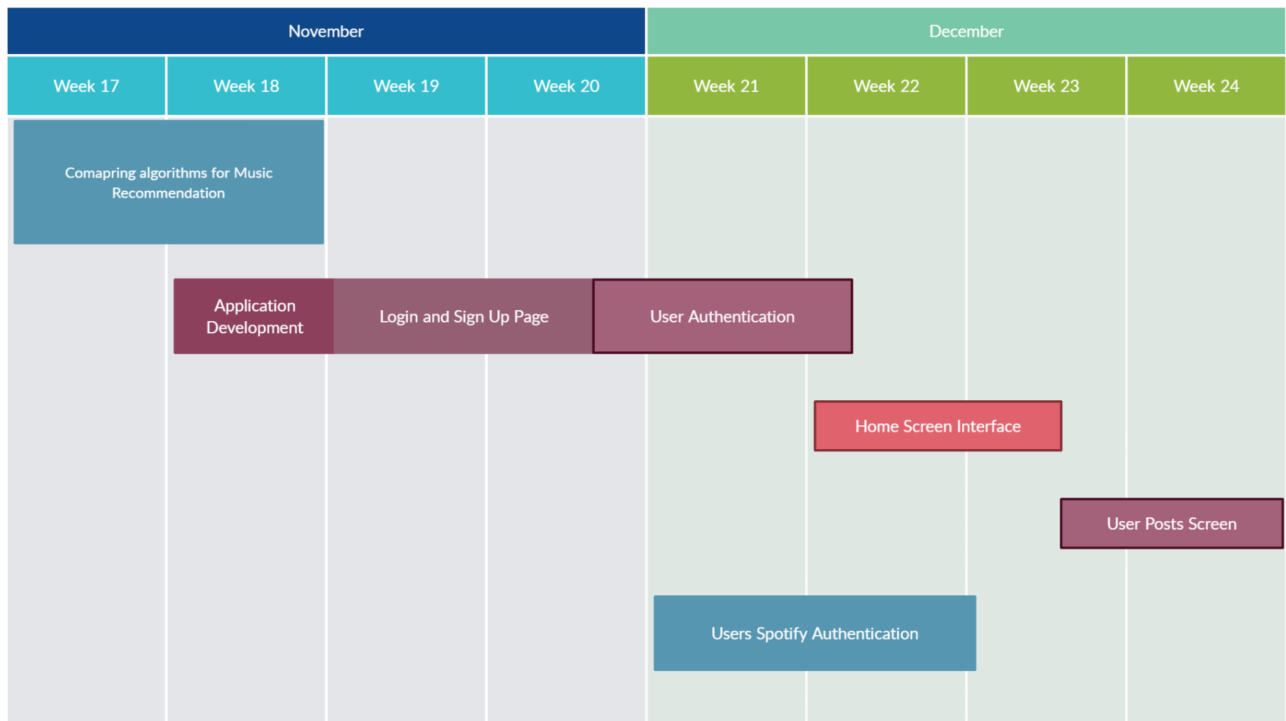 November
December
Week 17
Week 18
Week 19
Week 20
Week 21
Week 22
Week 23
Week 24
Comapring algorithms for Music
Recommendation
Application
Development
Login and Sign Up Page
User Authentication
Home Screen Interface
User Posts Screen
Users Spotify Authentication